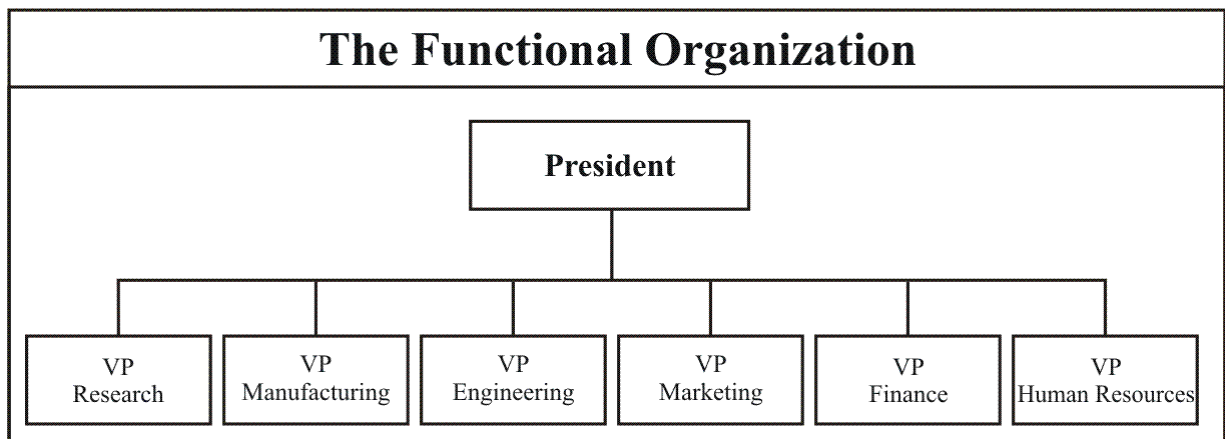 The Functional Organization
President
VP
Research
VP
Manufacturing
VP
Engineering
VP
Marketing
VP
Finance
VP
Human Resources